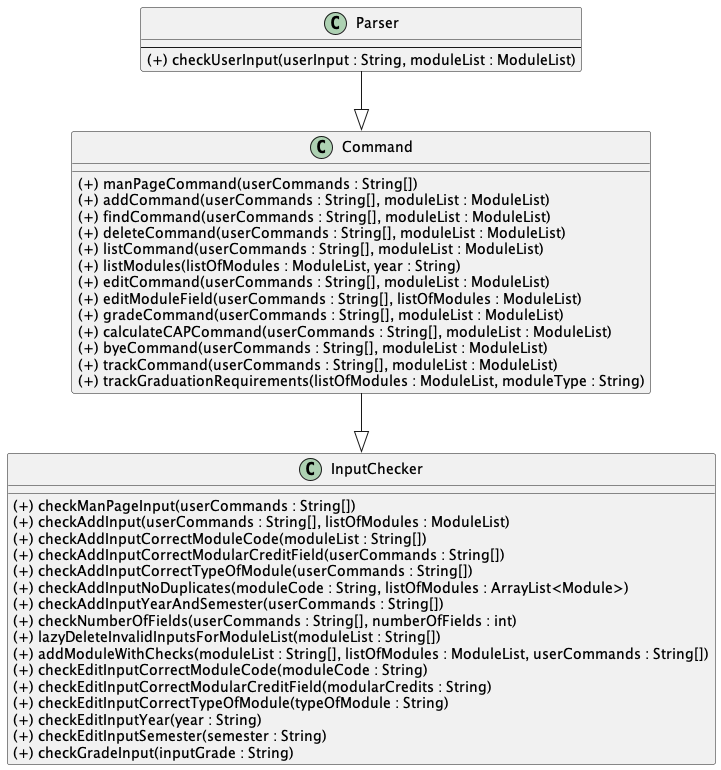 C Parser
(+) checkUserInput(userInput : String, moduleList : ModuleList)
C Command
(+) manPageCommand(userCommands : String[])
(+) addCommand(userCommands : String[], moduleList : ModuleList)
(+) findCommand(userCommands : String[], moduleList : ModuleList)
(+) deleteCommand(userCommands : String[], moduleList : ModuleList)
(+) listCommand(userCommands : String[], moduleList : ModuleList)
(+) listModules(listOfModules : ModuleList, year : String)
(+) editCommand(userCommands : String[], moduleList : ModuleList)
(+) editModuleField(userCommands : String[], listOfModules : ModuleList)
(+) gradeCommand(userCommands : String[], moduleList : ModuleList)
(+) calculateCAPCommand(userCommands : String[], moduleList : ModuleList)
(+) byeCommand(userCommands : String[], moduleList : ModuleList)
(+) trackCommand(userCommands : String[], moduleList : ModuleList)
(+) trackGraduationRequirements(listOfModules : ModuleList, moduleType : String)
C InputChecker
(+) checkManPageInput(userCommands : String[])
(+) checkAddInput(userCommands : String[], listOfModules : ModuleList)
(+) checkAddInputCorrectModuleCode(moduleList : String[])
(+) checkAddInputCorrectModularCreditField(userCommands : String[])
(+) checkAddInputCorrectTypeOfModule(userCommands : String[])
(+) checkAddInputNoDuplicates(moduleCode : String, listOfModules : ArrayList<Module>)
(+) checkAddInputYearAndSemester(userCommands : String[])
(+) checkNumberOfFields(userCommands : String[], numberOfFields : int)
(+) lazyDeleteInvalidInputsForModuleList(moduleList : String[])
(+) addModuleWithChecks(moduleList : String[], listOfModules : ModuleList, userCommands : String[])
(+) checkEditInputCorrectModuleCode(moduleCode : String)
(+) checkEditInputCorrectModularCreditField(modularCredits : String)
(+) checkEditInputCorrectTypeOfModule(typeOfModule : String)
(+) checkEditInputYear(year : String)
(+) checkEditInputSemester(semester : String)
(+) checkGradeInput(inputGrade : String)